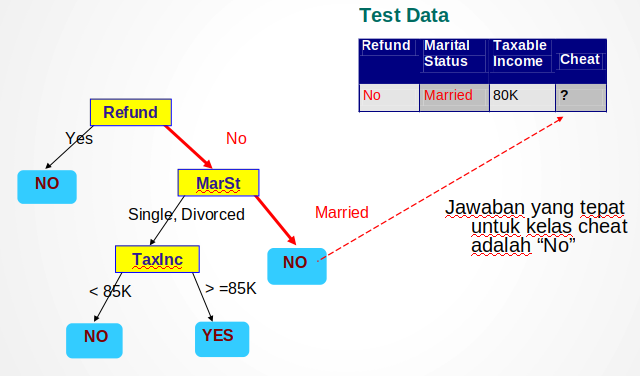 Test Data
Refund Marital Status Taxable Income Cheat
No Married 80K ?
Refund
Yes
No
NO
MarSt
Single, Divorced
Married
TaxInc
NO
< 85K
> =85K
NO
YES
Jawaban yang tepat
untuk kelas cheat
adalah “No”